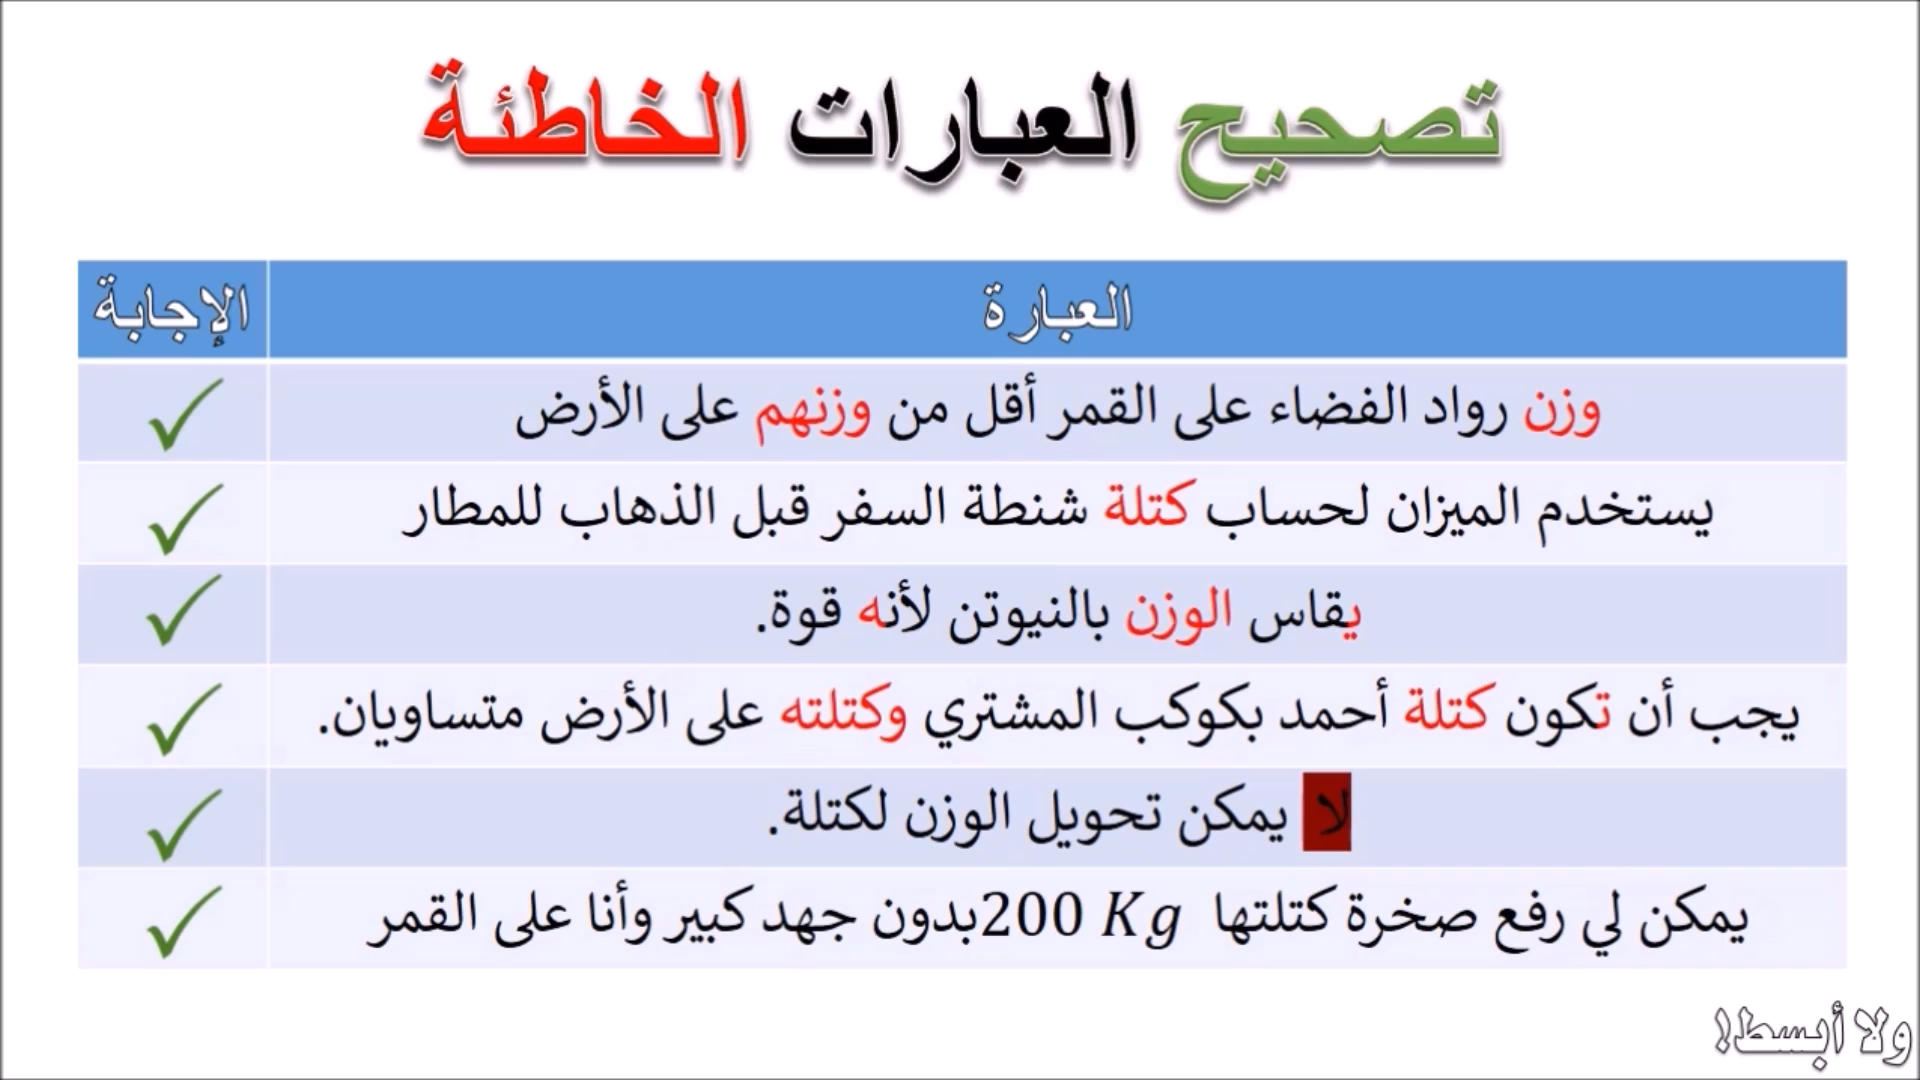 تصحيح العبارات الخاطئة
العبارة
الإجابة
وزن رواد الفضاء على القمر أقل من وزنهم على الأرض
يستخدم الميزان لحساب كتلة شنطة السفر قبل الذهاب للمطار
يقاس الوزن بالنيوتن لأنه قوة.
يجب أن تكون كتلة أحمد بكوكب المشتري وكتلته على الأرض متساويان.
لا يمكن تحويل الوزن لكتلة.
يمكن لي رفع صخرة كتلتها 200 Kg بدون جهد كبير وأنا على القمر
ولا أبسط!